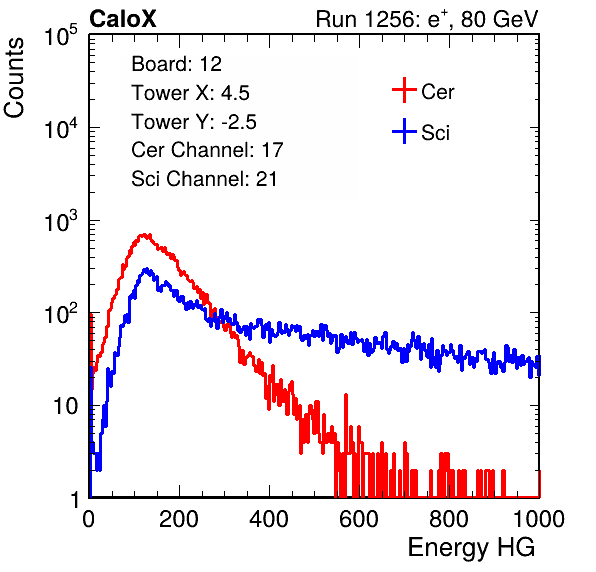 CaloX Run 1256: e⁺, 80 GeV
Counts
10⁵
10⁴
10³
10²
10
1
Board: 12
Tower X: 4.5
Tower Y: -2.5
Cer Channel: 17
Sci Channel: 21
Cer
Sci
0 200 400 600 800 1000
Energy HG